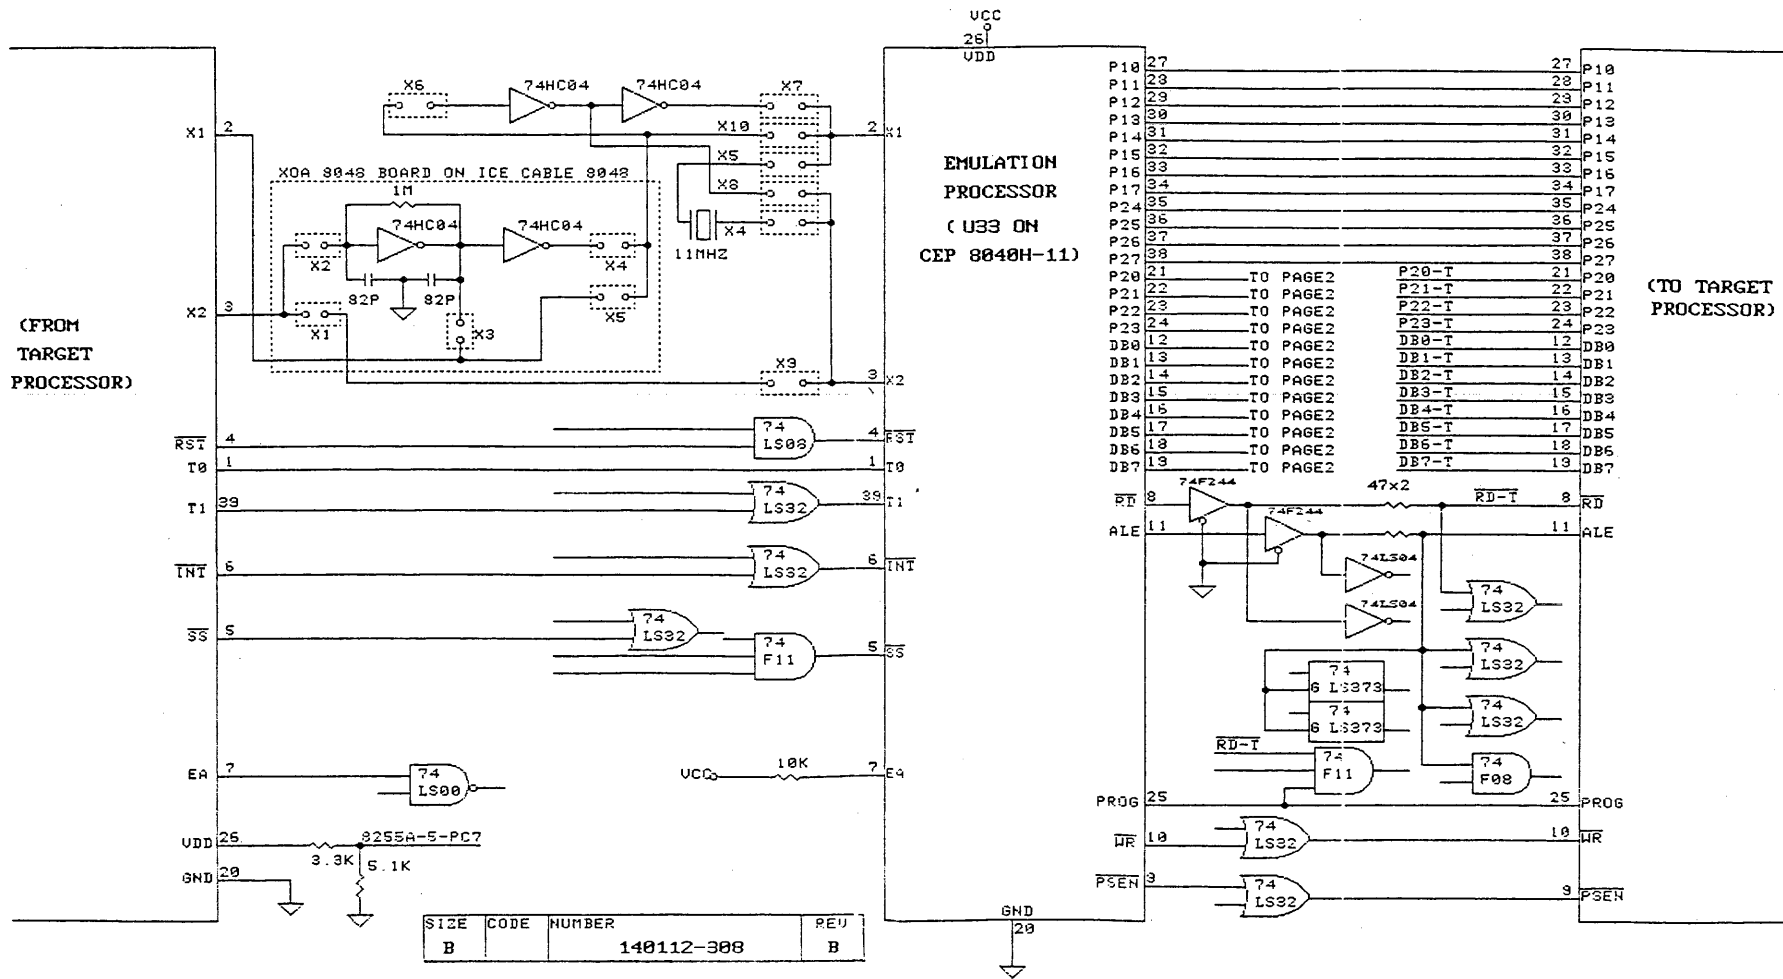 VCC
26
VDD
X1 2
X2 3
(FROM
TARGET
PROCESSOR)
RST 4
T0 1
T1 39
INT 6
SS 5
EA 7
VDD 26
GND 20
X6
74HC04
74HC04
X7
X10
X5
X8
X4
11MHZ
XOA 8048 BOARD ON ICE CABLE 8048
1M
74HC04
74HC04
X2
X4
82P
82P
X1
X3
X5
X9
74
LS08
74
LS32
74
LS32
74
LS32
74
F11
74
LS00
VCC
10K
8255A-5-PC7
3.3K
5.1K
2 X1
3 X2
4 RST
1 T0
39 T1
6 INT
5 SS
7 EA
EMULATION
PROCESSOR
(U33 ON
CEP 8040H-11)
GND
20
P10 27
P11 28
P12 29
P13 30
P14 31
P15 32
P16 33
P17 34
P24 35
P25 36
P26 37
P27 38
P20 21 TO PAGE2
P21 22 TO PAGE2
P22 23 TO PAGE2
P23 24 TO PAGE2
DB0 12 TO PAGE2
DB1 13 TO PAGE2
DB2 14 TO PAGE2
DB3 15 TO PAGE2
DB4 16 TO PAGE2
DB5 17 TO PAGE2
DB6 18 TO PAGE2
DB7 19 TO PAGE2
RD 8
ALE 11
PROG 25
WR 10
PSEN 9
27 P10
28 P11
29 P12
30 P13
31 P14
32 P15
33 P16
34 P17
35 P24
36 P25
37 P26
38 P27
P20-T 21 P20
P21-T 22 P21
P22-T 23 P22
P23-T 24 P23
DB0-T 12 DB0
DB1-T 13 DB1
DB2-T 14 DB2
DB3-T 15 DB3
DB4-T 16 DB4
DB5-T 17 DB5
DB6-T 18 DB6
DB7-T 19 DB7
74F244
47x2
RD-T
8 RD
74F244
11 ALE
74LS04
74LS04
74
LS32
74
LS32
74
LS32
74
G LS373
74
G LS373
RD-T
74
F11
74
F08
25 PROG
74
LS32
10 WR
74
LS32
9 PSEN
(TO TARGET
PROCESSOR)
SIZE CODE NUMBER REV
B 140112-308 B